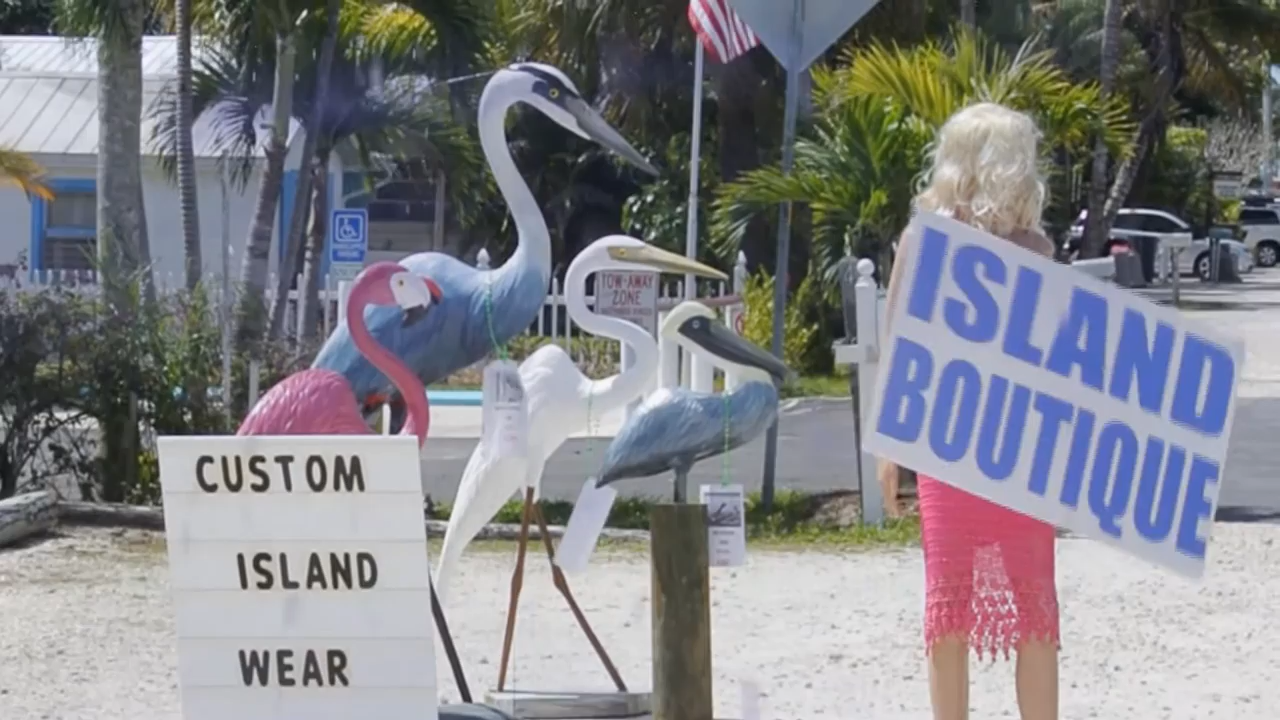 CUSTOM
ISLAND
WEAR
ISLAND
BOUTIQUE
TOW-AWAY
ZONE